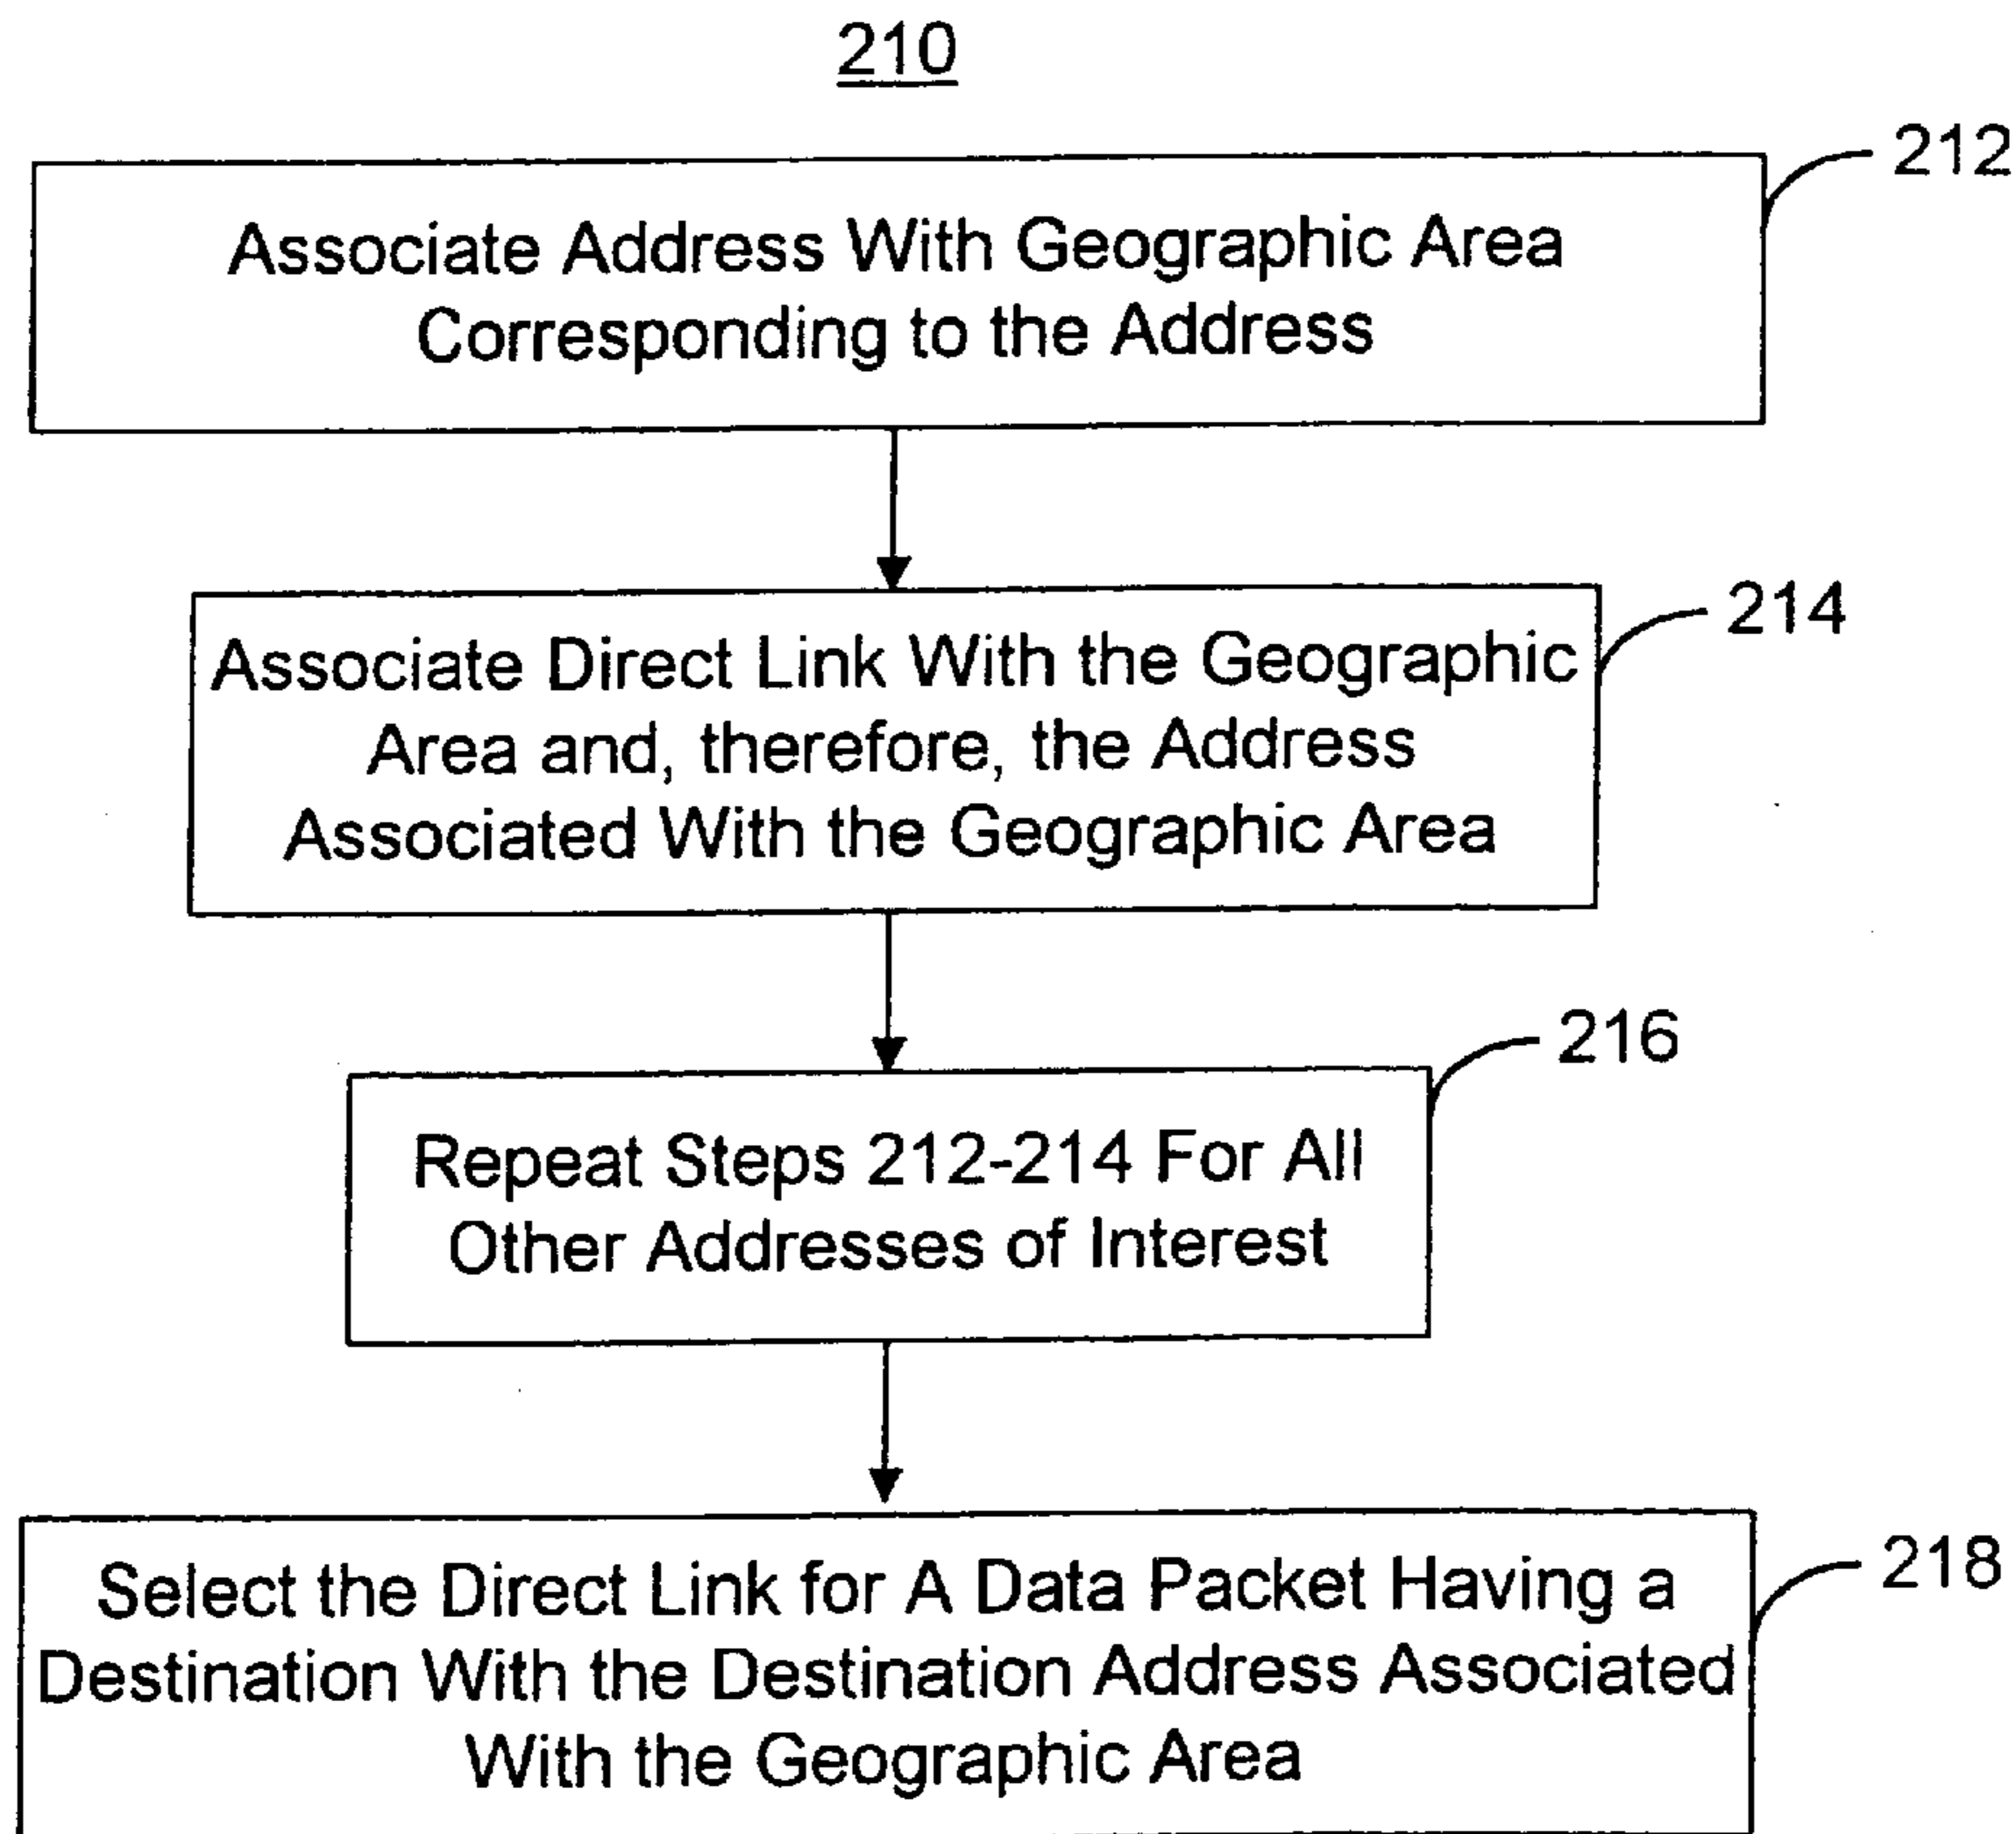 210
212
Associate Address With Geographic Area
Corresponding to the Address
214
Associate Direct Link With the Geographic
Area and, therefore, the Address
Associated With the Geographic Area
216
Repeat Steps 212-214 For All
Other Addresses of Interest
218
Select the Direct Link for A Data Packet Having a
Destination With the Destination Address Associated
With the Geographic Area